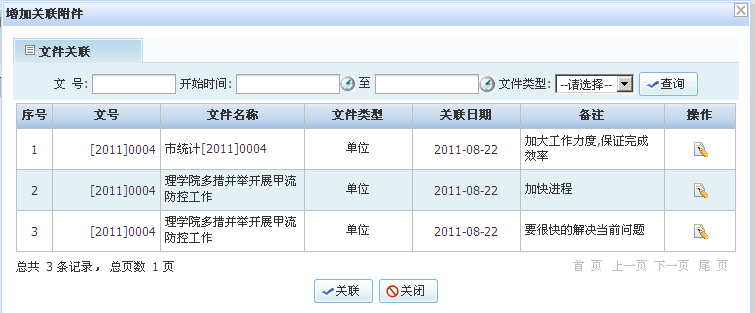 增加关联附件
文件关联
文 号: 开始时间: 至 文件类型: --请选择-- 查询
序号 文号 文件名称 文件类型 关联日期 备注 操作
1 [2011]0004 市统计[2011]0004 单位 2011-08-22 加大工作力度,保证完成
效率
2 [2011]0004 理学院多措并举开展甲流
防控工作 单位 2011-08-22 加快进程
3 [2011]0004 理学院多措并举开展甲流
防控工作 单位 2011-08-22 要很快的解决当前问题
总共 3 条记录, 总页数 1 页 首 页 上一页 下一页 尾 页
关联 关闭